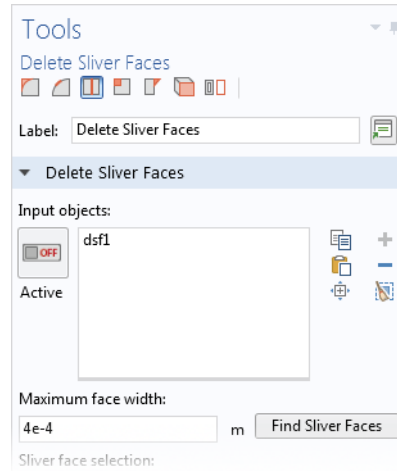 Tools
Delete Sliver Faces
Label: Delete Sliver Faces
Delete Sliver Faces
Input objects:
dsf1
OFF
Active
Maximum face width:
4e-4 m Find Sliver Faces
Sliver face selection: